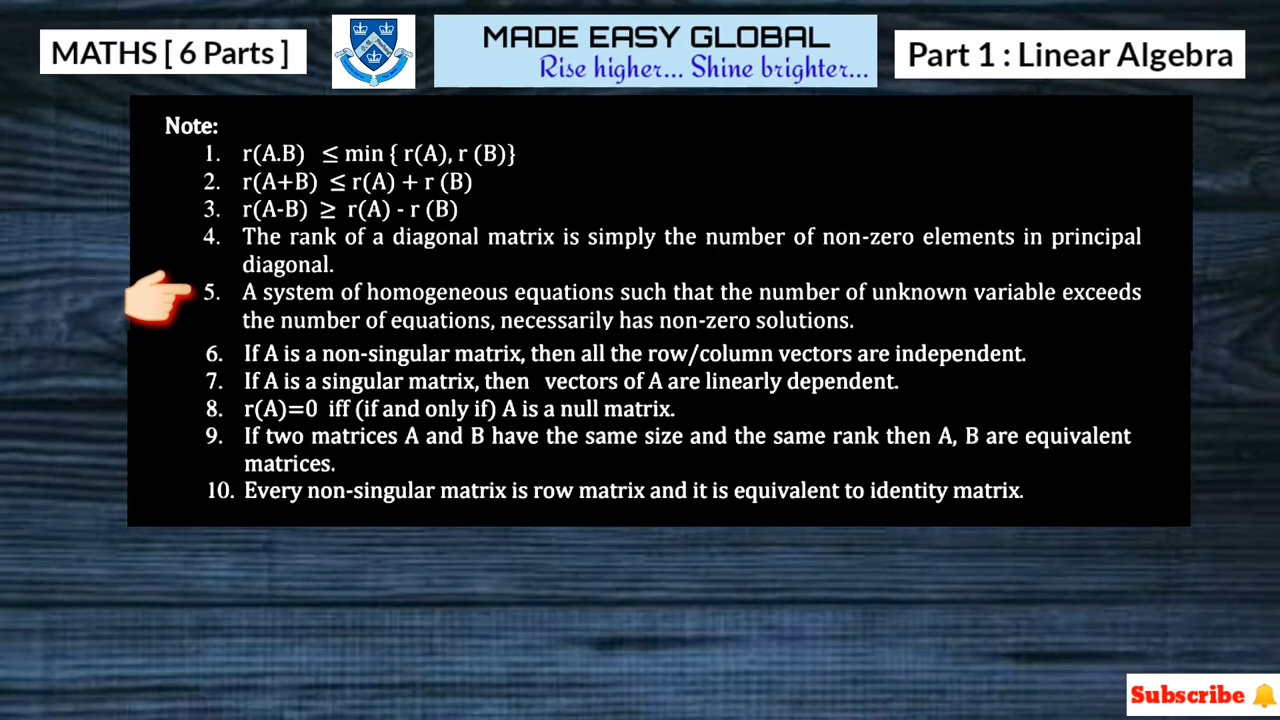 MATHS [ 6 Parts ]
MADE EASY GLOBAL
Rise higher... Shine brighter...
Part 1 : Linear Algebra
Note:
1. r(A.B) ≤ min { r(A), r (B)}
2. r(A+B) ≤ r(A) + r (B)
3. r(A-B) ≥ r(A) - r (B)
4. The rank of a diagonal matrix is simply the number of non-zero elements in principal
diagonal.
5. A system of homogeneous equations such that the number of unknown variable exceeds
the number of equations, necessarily has non-zero solutions.
6. If A is a non-singular matrix, then all the row/column vectors are independent.
7. If A is a singular matrix, then vectors of A are linearly dependent.
8. r(A)=0 iff (if and only if) A is a null matrix.
9. If two matrices A and B have the same size and the same rank then A, B are equivalent
matrices.
10. Every non-singular matrix is row matrix and it is equivalent to identity matrix.
Subscribe